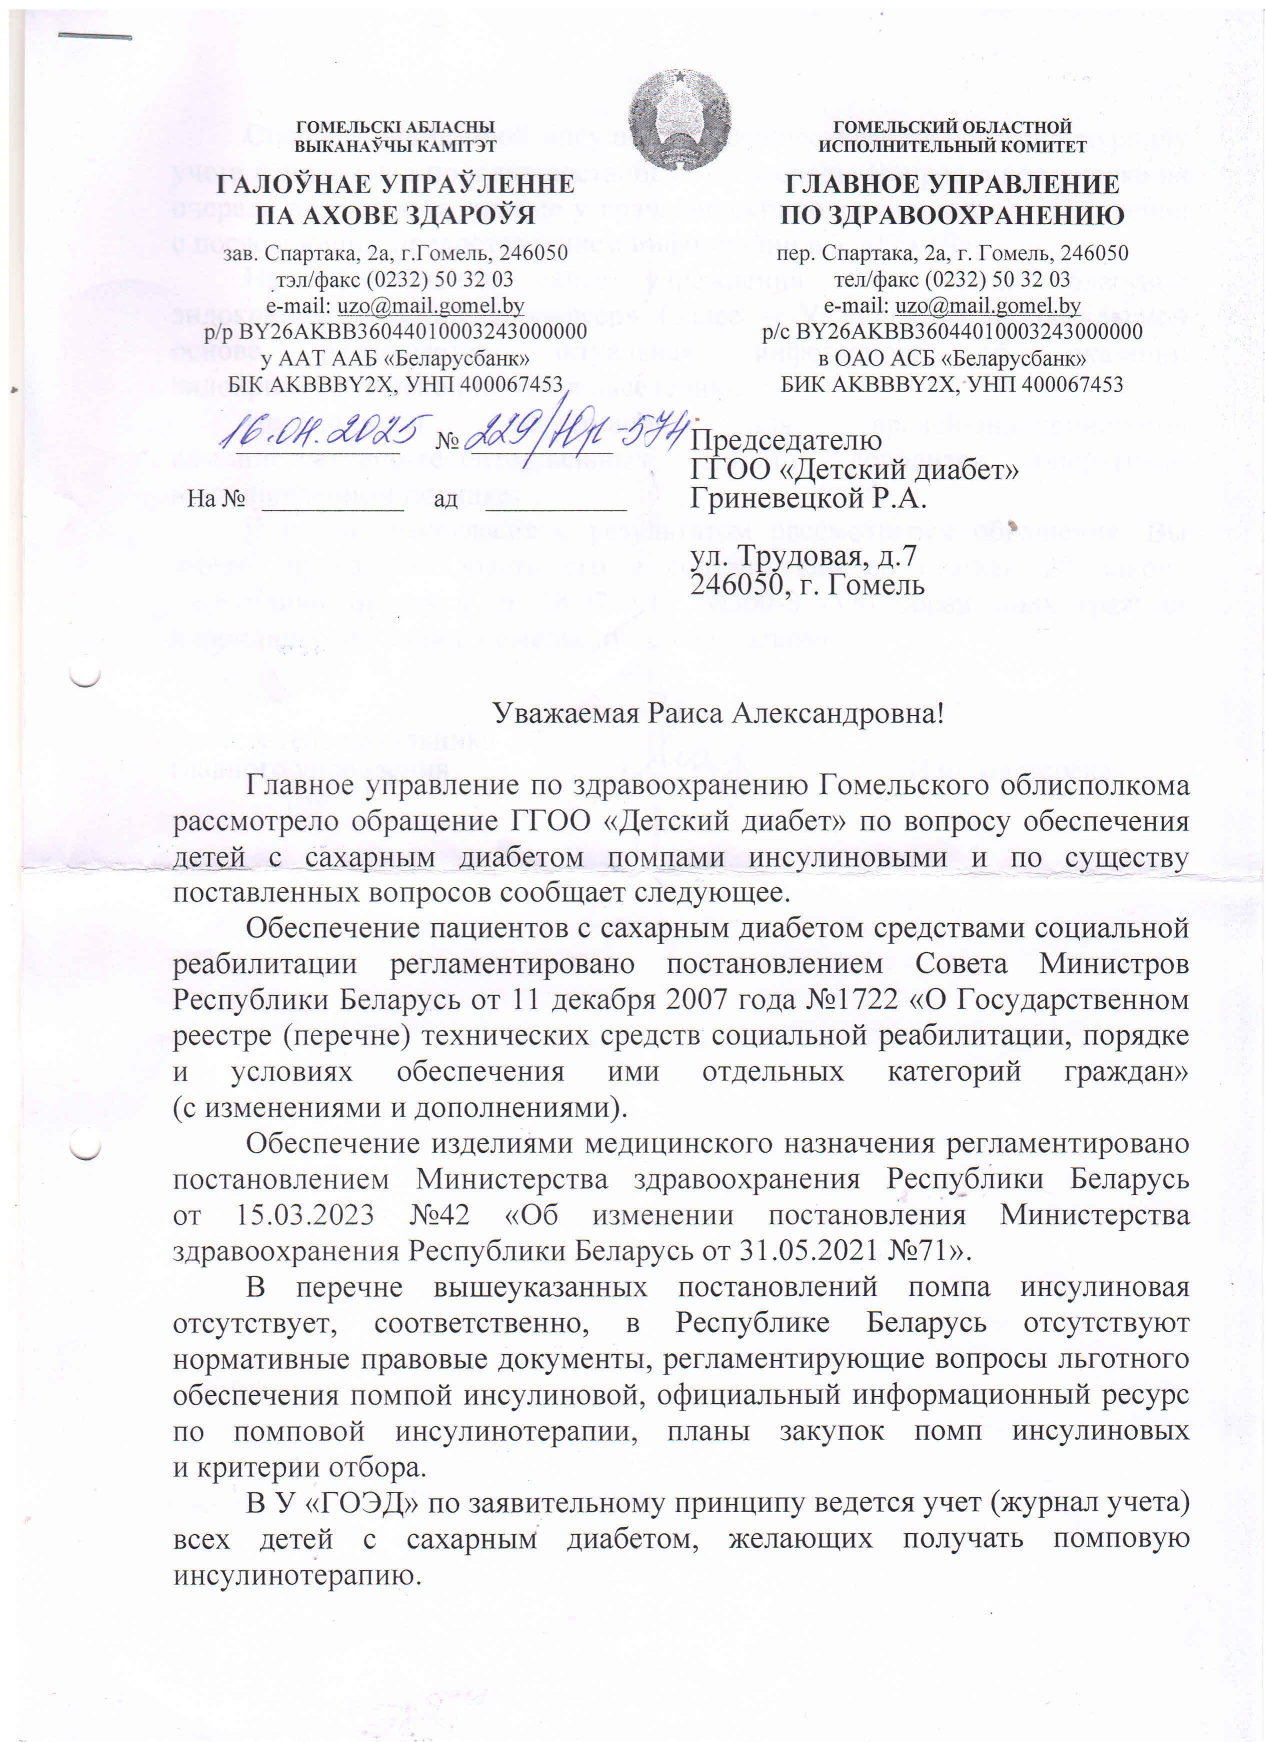 ГОМЕЛЬСКІ АБЛАСНЫ
ВЫКАНАЎЧЫ КАМІТЭТ
ГАЛОЎНАЕ УПРАЎЛЕННЕ
ПА АХОВЕ ЗДАРОЎЯ
зав. Спартака, 2а, г.Гомель, 246050
тэл/факс (0232) 50 32 03
e-mail: uzo@mail.gomel.by
р/р BY26AKBB36044010003243000000
у ААТ ААБ «Беларусбанк»
БІК AKBBBY2X, УНП 400067453
ГОМЕЛЬСКИЙ ОБЛАСТНОЙ
ИСПОЛНИТЕЛЬНЫЙ КОМИТЕТ
ГЛАВНОЕ УПРАВЛЕНИЕ
ПО ЗДРАВООХРАНЕНИЮ
пер. Спартака, 2а, г. Гомель, 246050
тел/факс (0232) 50 32 03
e-mail: uzo@mail.gomel.by
р/с BY26AKBB36044010003243000000
в ОАО АСБ «Беларусбанк»
БИК AKBBBY2X, УНП 400067453
16.04.2025 № 229/Юр-574
На № ад
Председателю
ГГОО «Детский диабет»
Гриневецкой Р.А.
ул. Трудовая, д.7
246050, г. Гомель
Уважаемая Раиса Александровна!
Главное управление по здравоохранению Гомельского облисполкома
рассмотрело обращение ГГОО «Детский диабет» по вопросу обеспечения
детей с сахарным диабетом помпами инсулиновыми и по существу
поставленных вопросов сообщает следующее.
Обеспечение пациентов с сахарным диабетом средствами социальной
реабилитации регламентировано постановлением Совета Министров
Республики Беларусь от 11 декабря 2007 года №1722 «О Государственном
реестре (перечне) технических средств социальной реабилитации, порядке
и условиях обеспечения ими отдельных категорий граждан»
(с изменениями и дополнениями).
Обеспечение изделиями медицинского назначения регламентировано
постановлением Министерства здравоохранения Республики Беларусь
от 15.03.2023 №42 «Об изменении постановления Министерства
здравоохранения Республики Беларусь от 31.05.2021 №71».
В перечне вышеуказанных постановлений помпа инсулиновая
отсутствует, соответственно, в Республике Беларусь отсутствуют
нормативные правовые документы, регламентирующие вопросы льготного
обеспечения помпой инсулиновой, официальный информационный ресурс
по помповой инсулинотерапии, планы закупок помп инсулиновых
и критерии отбора.
В У «ГОЭД» по заявительному принципу ведется учет (журнал учета)
всех детей с сахарным диабетом, желающих получать помповую
инсулинотерапию.